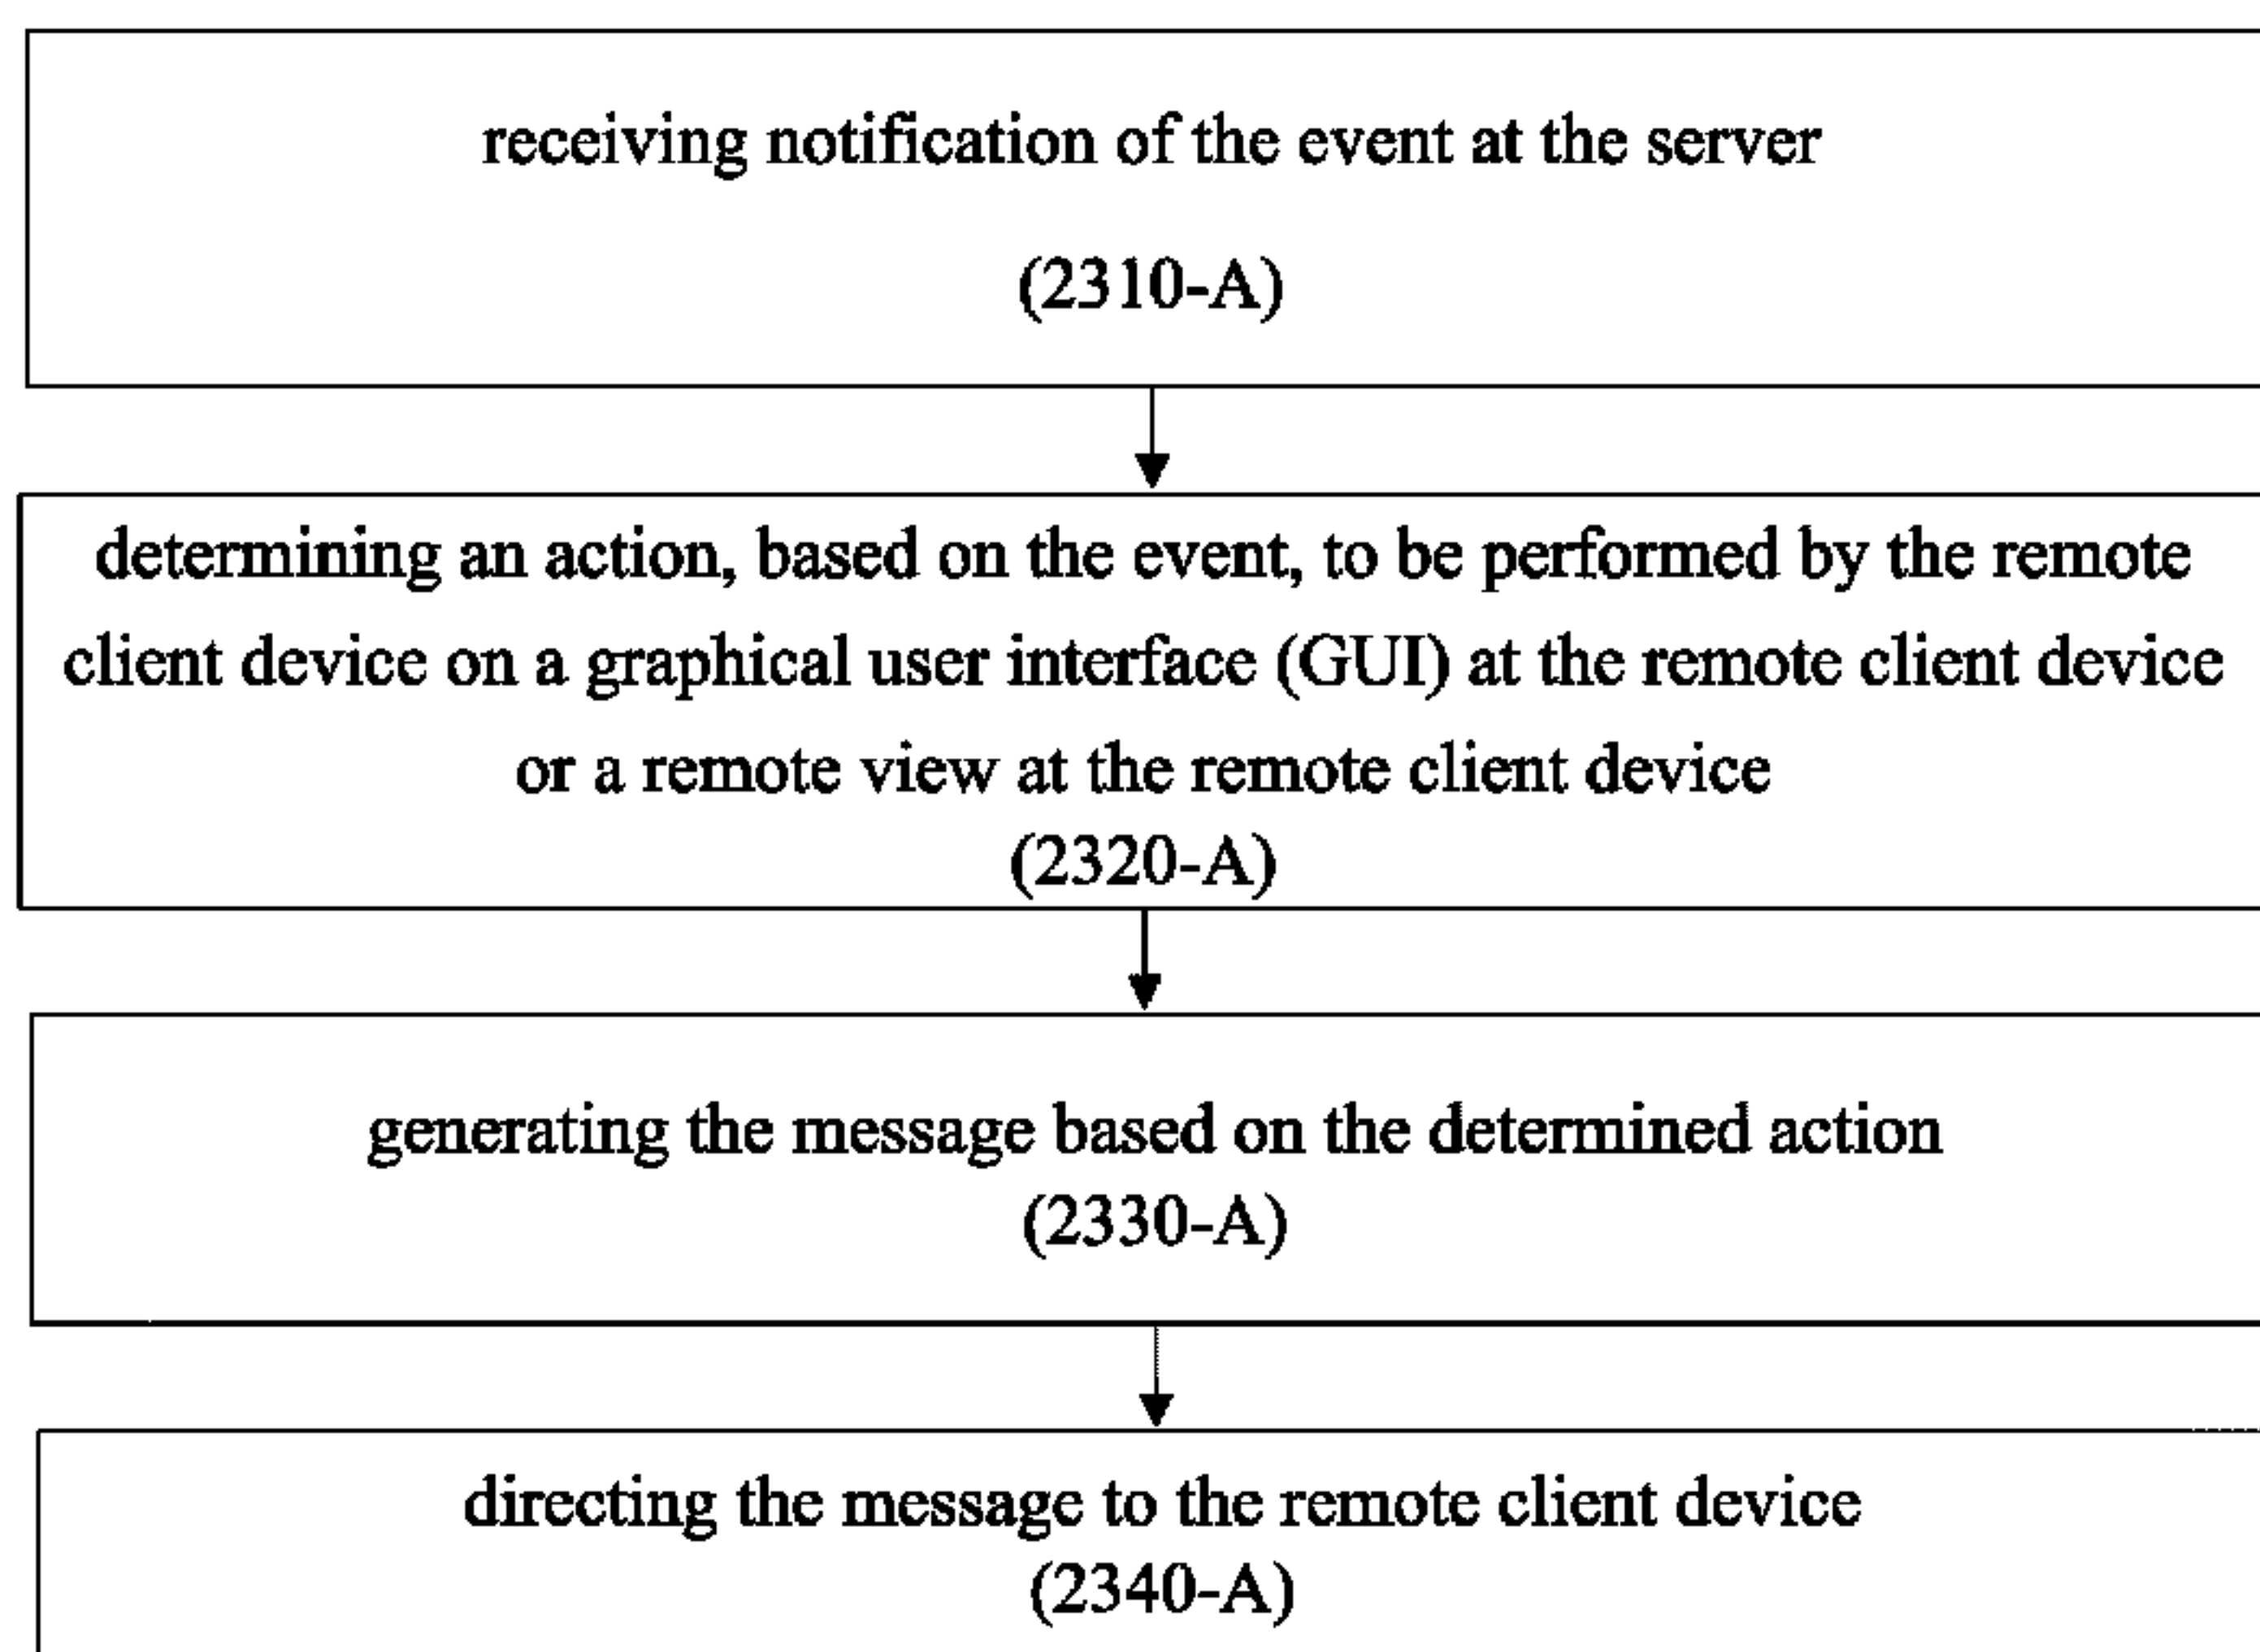 receiving notification of the event at the server
(2310-A)
determining an action, based on the event, to be performed by the remote
client device on a graphical user interface (GUI) at the remote client device
or a remote view at the remote client device
(2320-A)
generating the message based on the determined action
(2330-A)
directing the message to the remote client device
(2340-A)